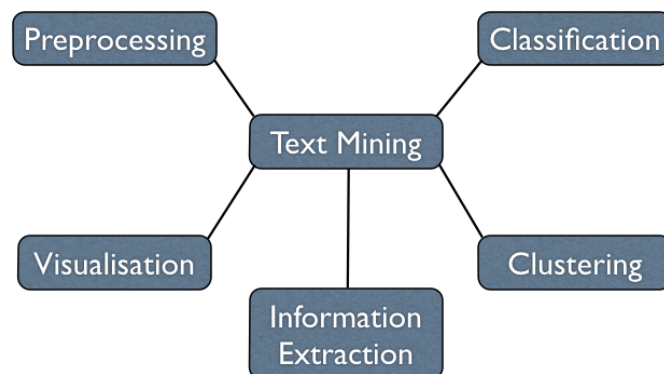 Preprocessing
Classification
Text Mining
Visualisation
Clustering
Information
Extraction